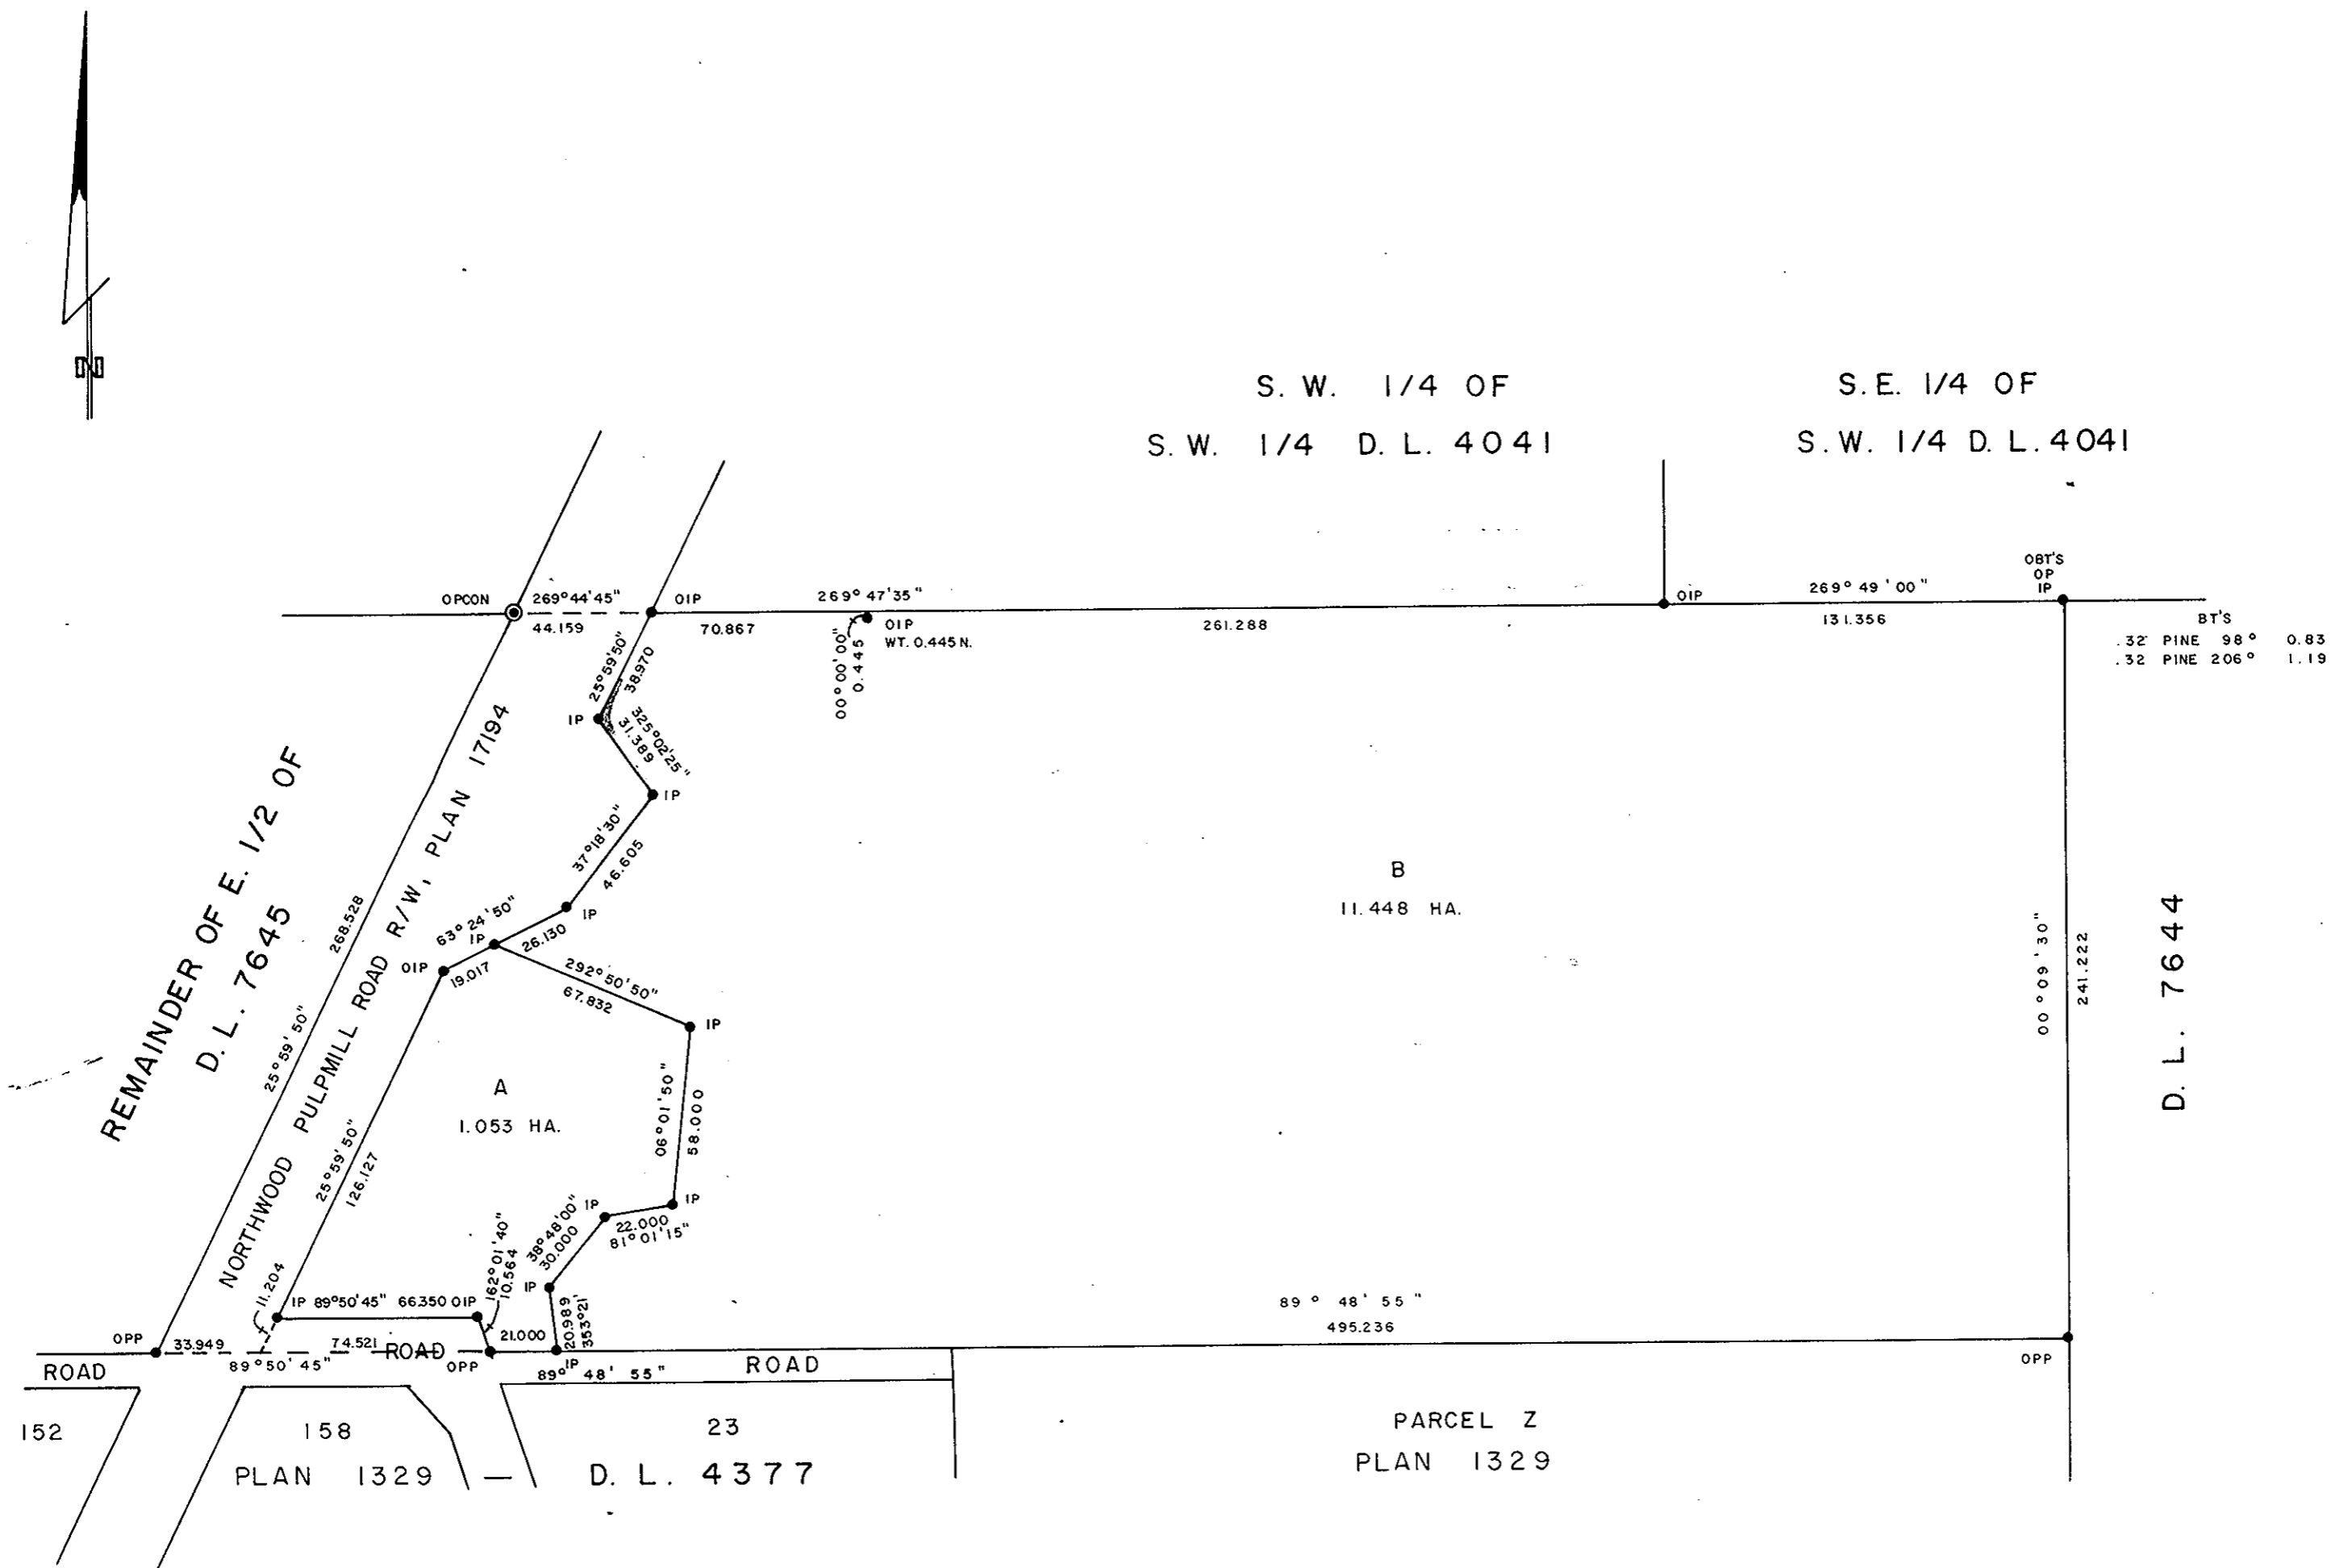 N
S. W. 1/4 OF
S. W. 1/4 D. L. 4041
S. E. 1/4 OF
S. W. 1/4 D. L. 4041
OBT'S
OP
IP
OPCON
269°44'45"
44.159
OIP
70.867
269° 47'35"
OIP
WT. 0.445 N.
00°00'00"
0.445
261.288
OIP
269° 49' 00"
131.356
BT'S
.32 PINE 98° 0.83
.32 PINE 206° 1.19
25°59'50"
38.970
IP
325°02'25"
31.389
IP
37°18'30"
46.605
IP
63° 24' 50"
IP
26.130
OIP
19.017
292° 50' 50"
67.832
IP
REMAINDER OF E. 1/2 OF
D. L. 7645
268.528
25°59'50"
NORTHWOOD PULPMILL ROAD R/W, PLAN 17194
B
11.448 HA.
00°09'30"
241.222
D. L. 7644
A
1.053 HA.
25°59'50"
126.127
06°01'50"
58.000
IP
IP
22.000
81°01'15"
38°48'00"
30.000
IP
162°01'40"
10.564
11.204
IP 89°50'45" 66.350 OIP
20.989
353°21'
21.000
OPP
33.949
74.521
ROAD
89°50'45"
OPP
IP
89° 48' 55"
ROAD
ROAD
89° 48' 55"
495.236
OPP
152
158
23
PLAN 1329 — D. L. 4377
PARCEL Z
PLAN 1329